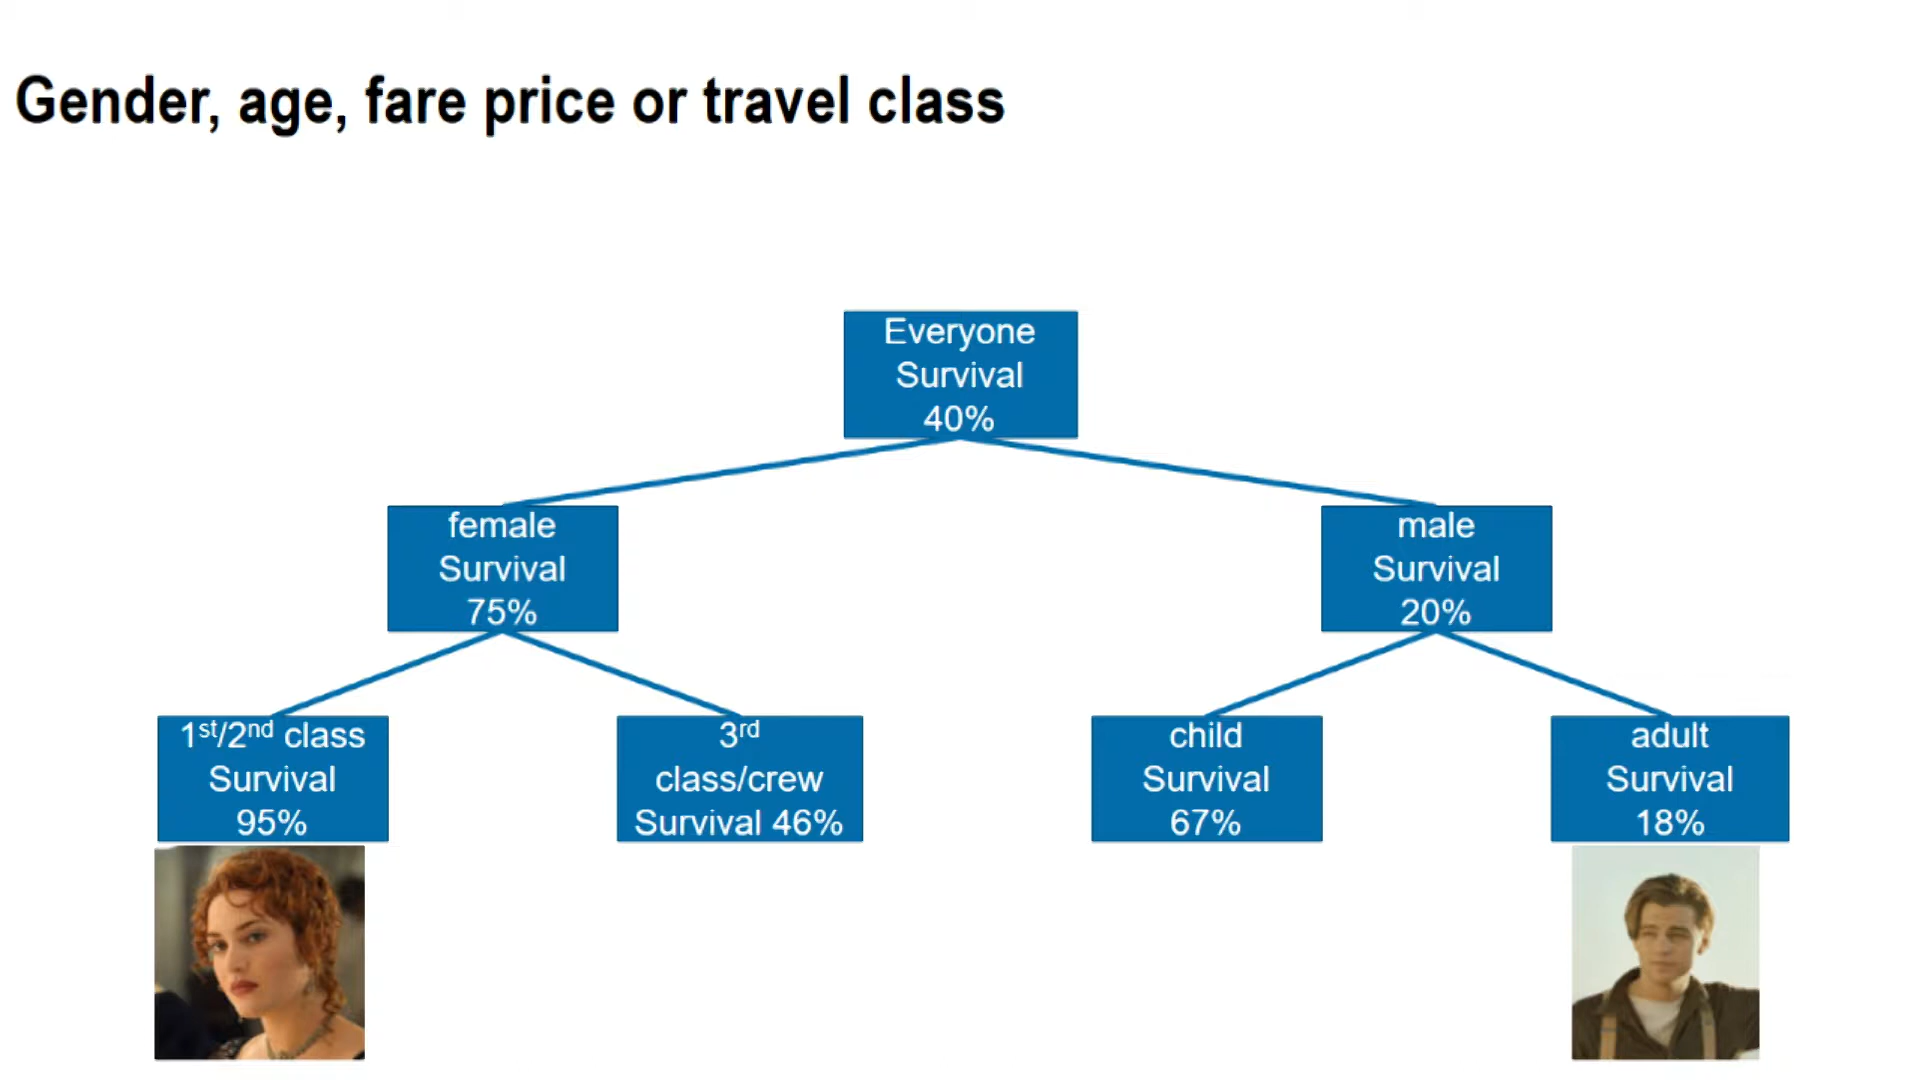 Gender, age, fare price or travel class
Everyone
Survival
40%
female
Survival
75%
male
Survival
20%
1st/2nd class
Survival
95%
3rd
class/crew
Survival 46%
child
Survival
67%
adult
Survival
18%